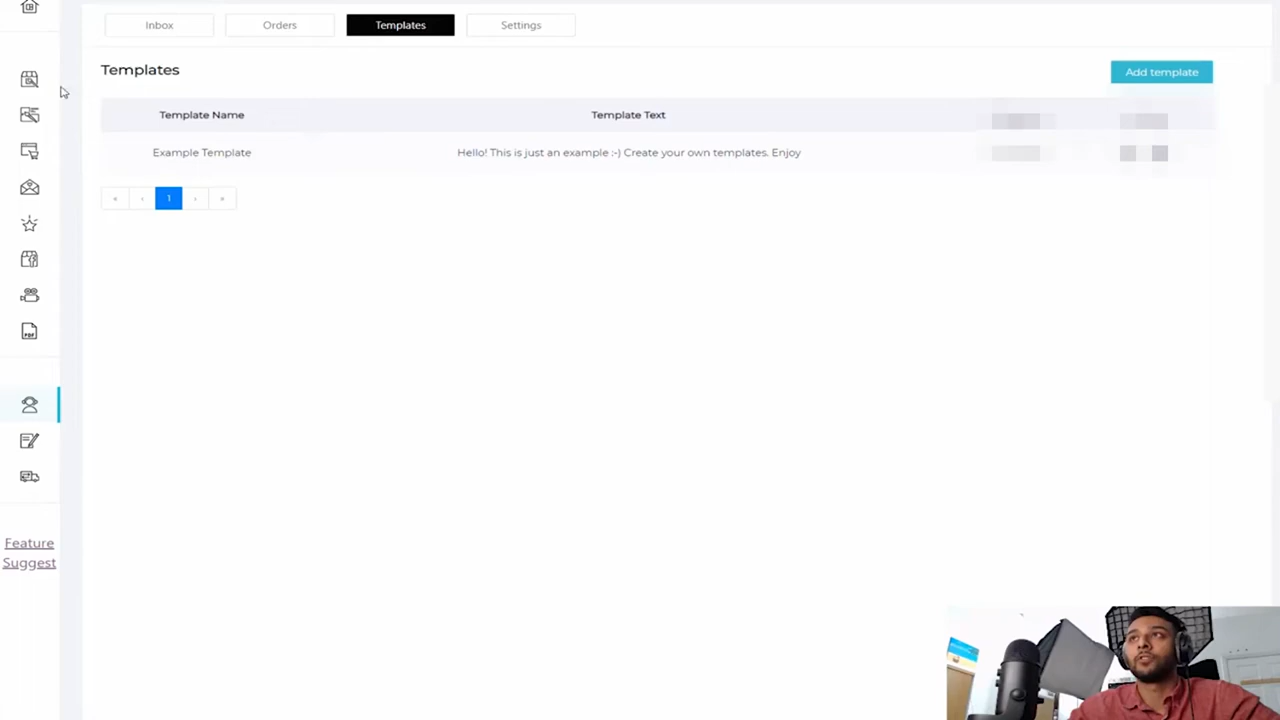 Inbox
Orders
Templates
Settings
Templates
Add template
Template Name
Template Text
Example Template
Hello! This is just an example :-) Create your own templates. Enjoy
« ‹ 1 › »
PDF
Feature
Suggest